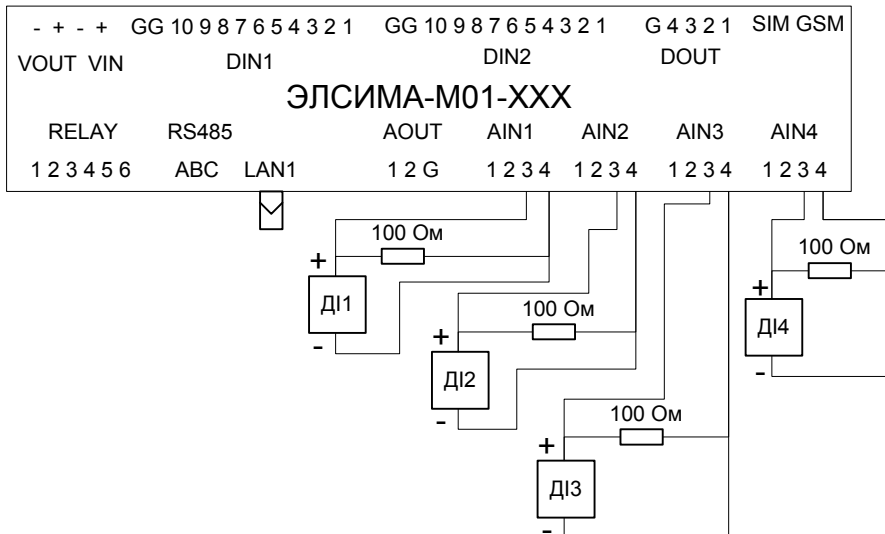 - + - + GG 10 9 8 7 6 5 4 3 2 1 GG 10 9 8 7 6 5 4 3 2 1 G 4 3 2 1 SIM GSM
VOUT VIN DIN1 DIN2 DOUT
ЭЛСИМА-M01-XXX
RELAY RS485 AOUT AIN1 AIN2 AIN3 AIN4
1 2 3 4 5 6 ABC LAN1 1 2 G 1 2 3 4 1 2 3 4 1 2 3 4 1 2 3 4
100 Ом 100 Ом
+ +
ДІ1 100 Ом ДІ4
- + -
ДІ2
- 100 Ом
+
ДІ3
-